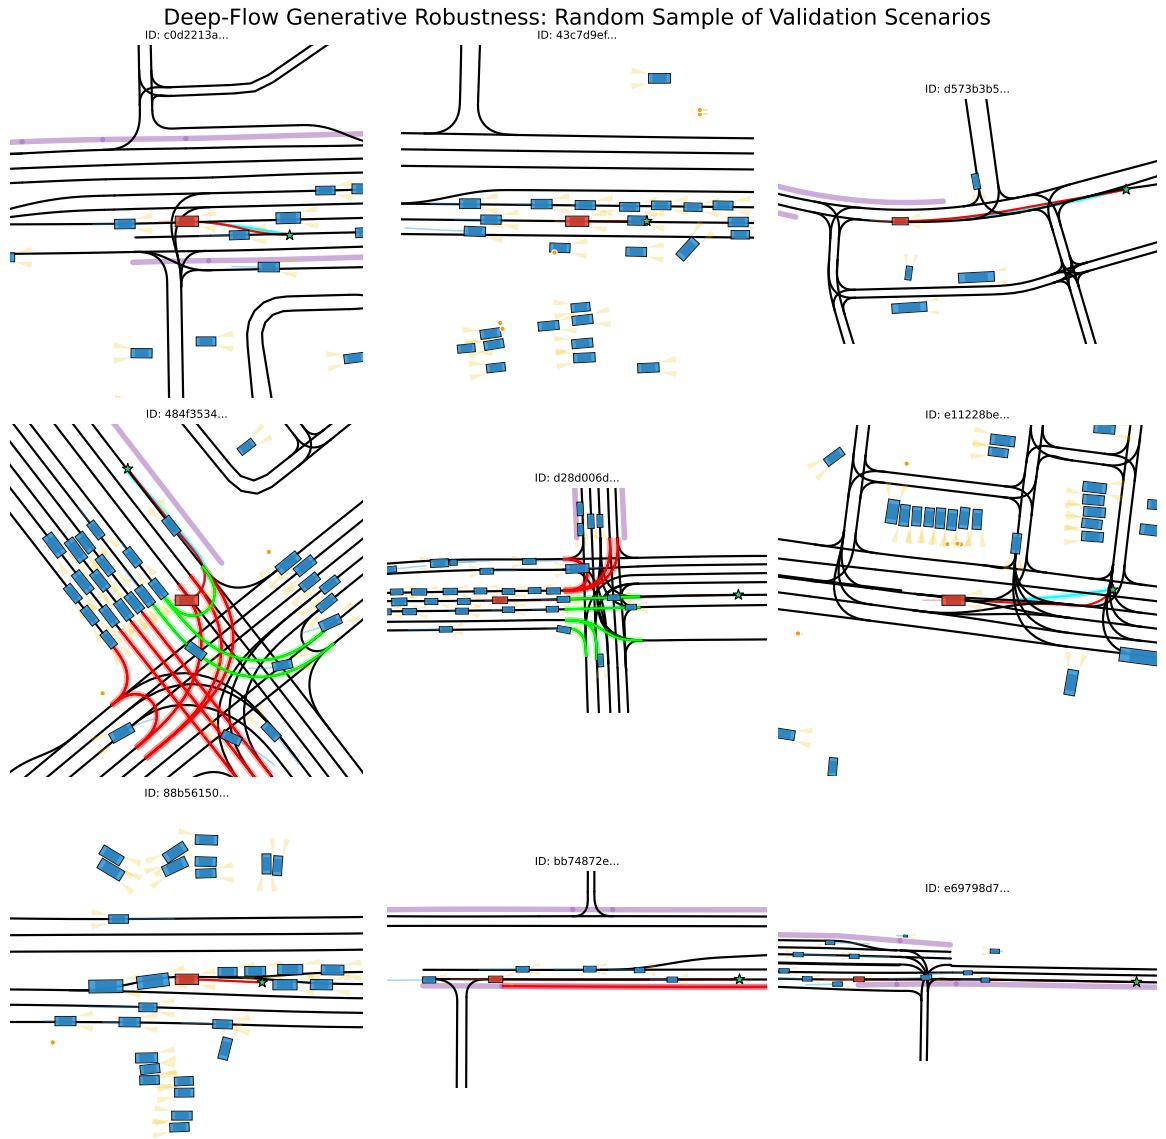 Deep-Flow Generative Robustness: Random Sample of Validation Scenarios
ID: c0d2213a...
ID: 43c7d9ef...
ID: d573b3b5...
ID: 484f3534...
ID: d28d006d...
ID: e11228be...
ID: 88b56150...
ID: bb74872e...
ID: e69798d7...